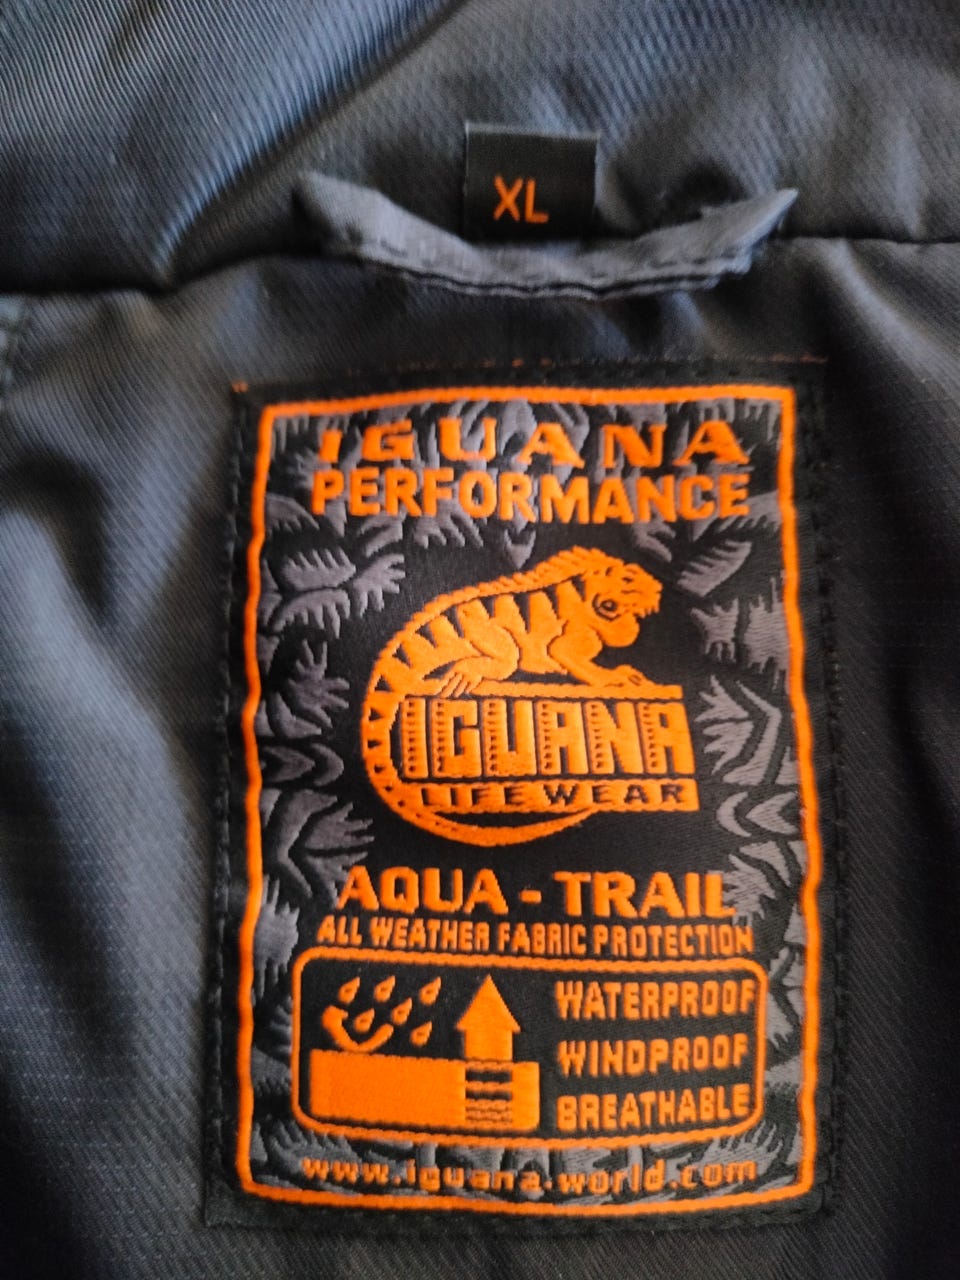 XL
IGUANA
PERFORMANCE
IGUANA
LIFE WEAR
AQUA - TRAIL
ALL WEATHER FABRIC PROTECTION
WATERPROOF
WINDPROOF
BREATHABLE
www.iguana.world.com